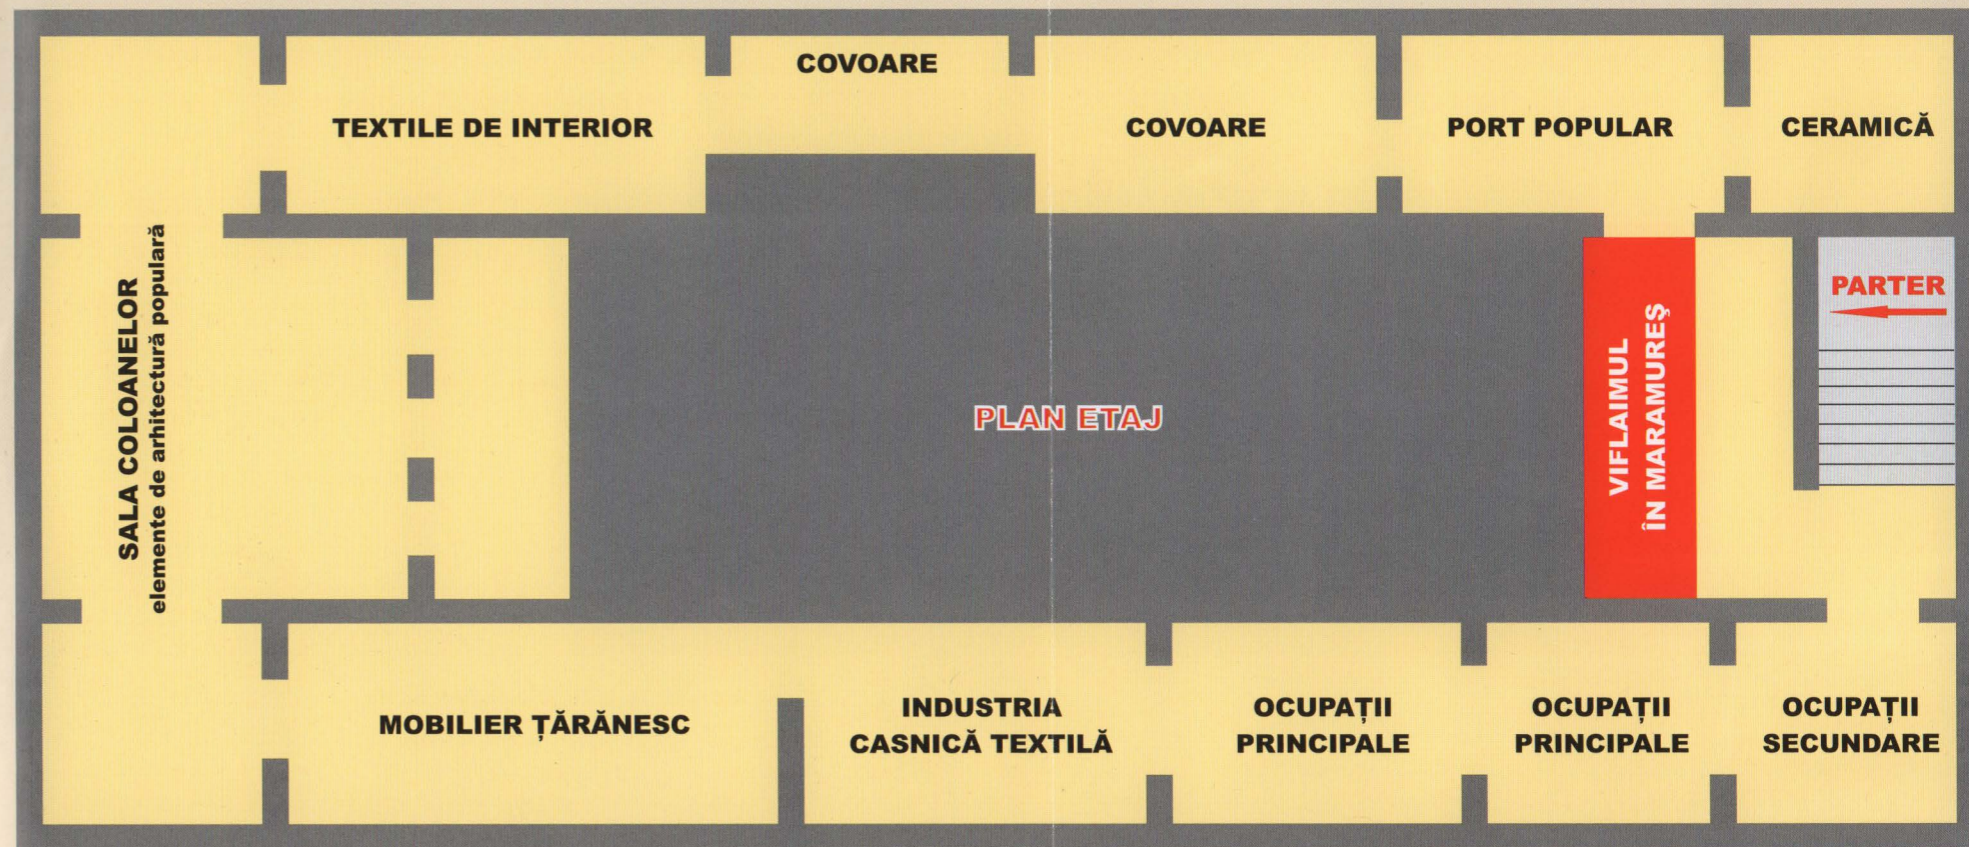 COVOARE
TEXTILE DE INTERIOR
COVOARE
PORT POPULAR
CERAMICĂ
SALA COLOANELOR
elemente de arhitectură populară
PLAN ETAJ
VIFLAIMUL
ÎN MARAMUREŞ
PARTER
MOBILIER ȚĂRĂNESC
INDUSTRIA
CASNICĂ TEXTILĂ
OCUPAȚII
PRINCIPALE
OCUPAȚII
PRINCIPALE
OCUPAȚII
SECUNDARE